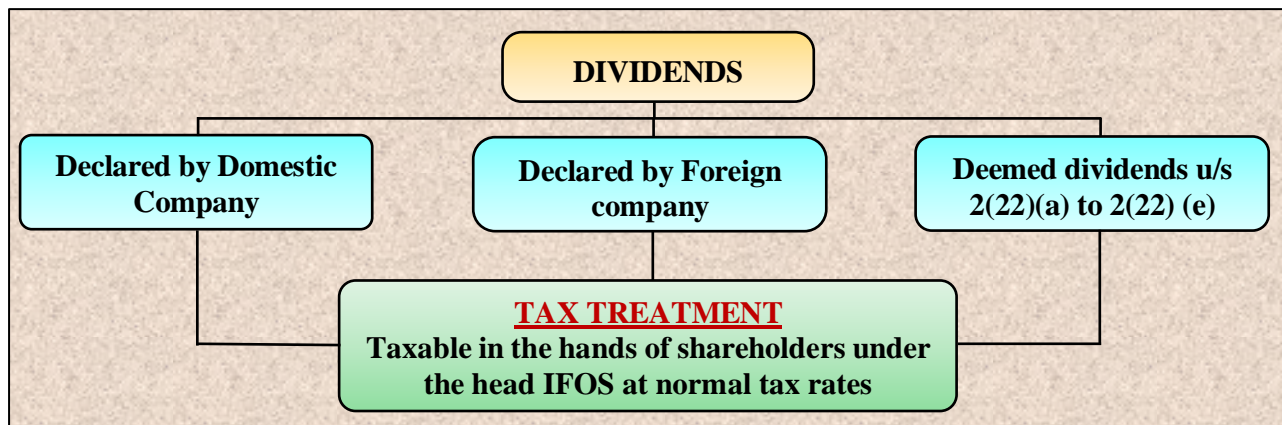 DIVIDENDS
Declared by Domestic
Company
Declared by Foreign
company
Deemed dividends u/s
2(22)(a) to 2(22) (e)
TAX TREATMENT
Taxable in the hands of shareholders under
the head IFOS at normal tax rates